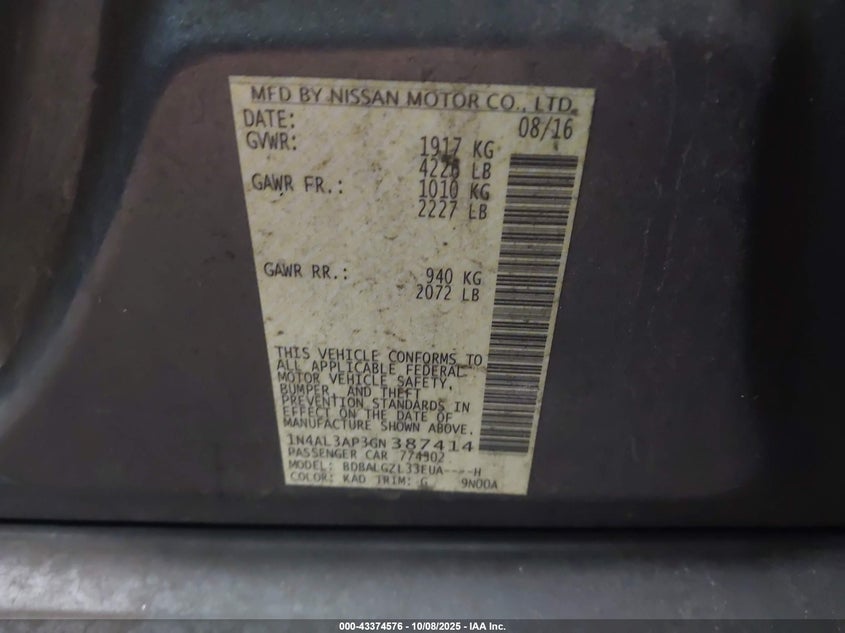 MFD BY NISSAN MOTOR CO., LTD.
DATE: 08/16
GVWR: 1917 KG
4226 LB
GAWR FR.: 1010 KG
2227 LB
GAWR RR.: 940 KG
2072 LB
THIS VEHICLE CONFORMS TO
ALL APPLICABLE FEDERAL
MOTOR VEHICLE SAFETY,
BUMPER, AND THEFT
PREVENTION STANDARDS IN
EFFECT ON THE DATE OF
MANUFACTURE SHOWN ABOVE.
1N4AL3AP3GN387414
PASSENGER CAR 774902
MODEL: BDBALGZL33EUA----H
COLOR: KAD TRIM: G 9N00A
000-43374576 • 10/08/2025 • IAA Inc.